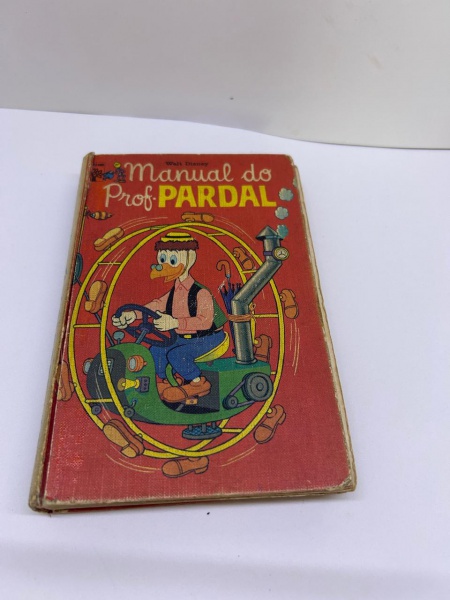 Walt Disney
Manual do
Prof. PARDAL